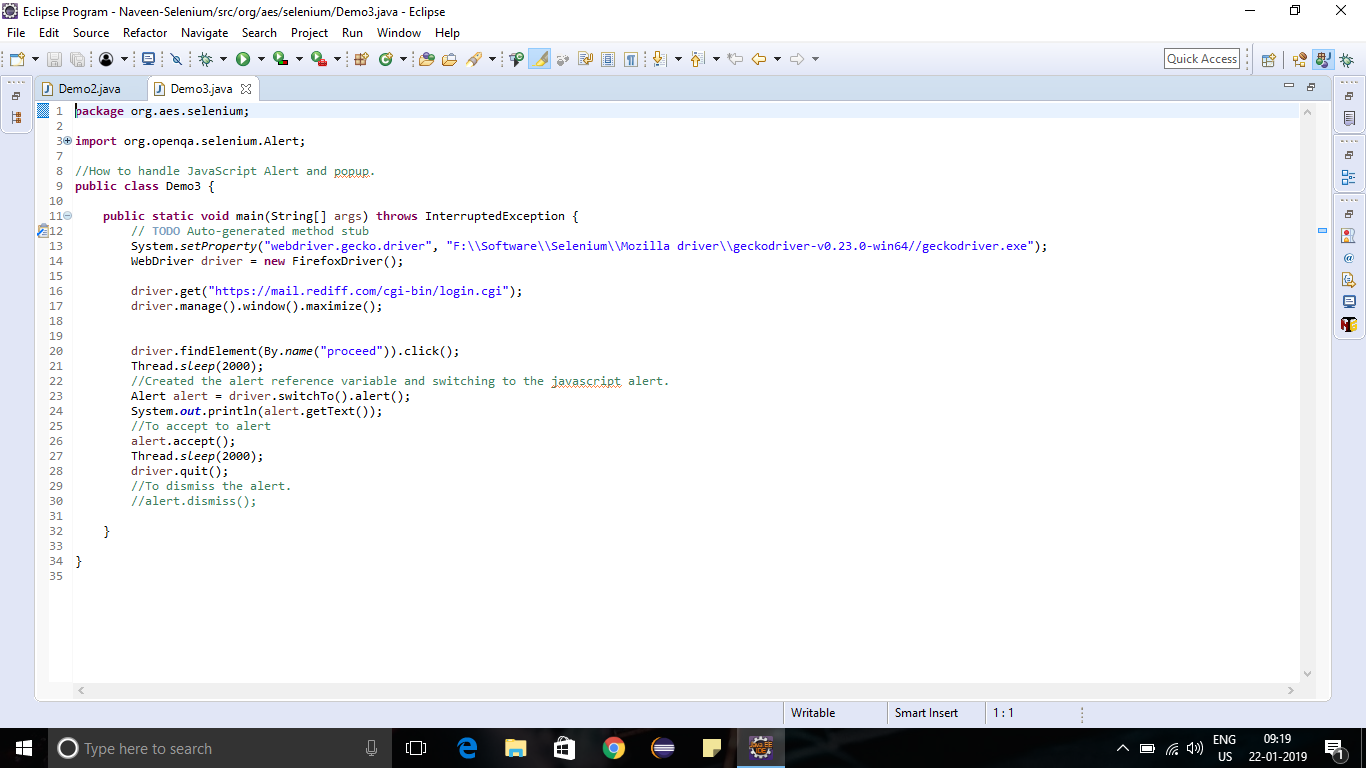 Eclipse Program - Naveen-Selenium/src/org/aes/selenium/Demo3.java - Eclipse
File Edit Source Refactor Navigate Search Project Run Window Help
Quick Access
Demo2.java Demo3.java
1 package org.aes.selenium;
2
3 import org.openqa.selenium.Alert;
7
8 //How to handle JavaScript Alert and popup.
9 public class Demo3 {
10
11 public static void main(String[] args) throws InterruptedException {
12 // TODO Auto-generated method stub
13 System.setProperty("webdriver.gecko.driver", "F:\\Software\\Selenium\\Mozilla driver\\geckodriver-v0.23.0-win64//geckodriver.exe");
14 WebDriver driver = new FirefoxDriver();
15
16 driver.get("https://mail.rediff.com/cgi-bin/login.cgi");
17 driver.manage().window().maximize();
18
19
20 driver.findElement(By.name("proceed")).click();
21 Thread.sleep(2000);
22 //Created the alert reference variable and switching to the javascript alert.
23 Alert alert = driver.switchTo().alert();
24 System.out.println(alert.getText());
25 //To accept to alert
26 alert.accept();
27 Thread.sleep(2000);
28 driver.quit();
29 //To dismiss the alert.
30 //alert.dismiss();
31
32 }
33
34 }
35
Writable Smart Insert 1 : 1
Type here to search
ENG
US
09:19
22-01-2019
1